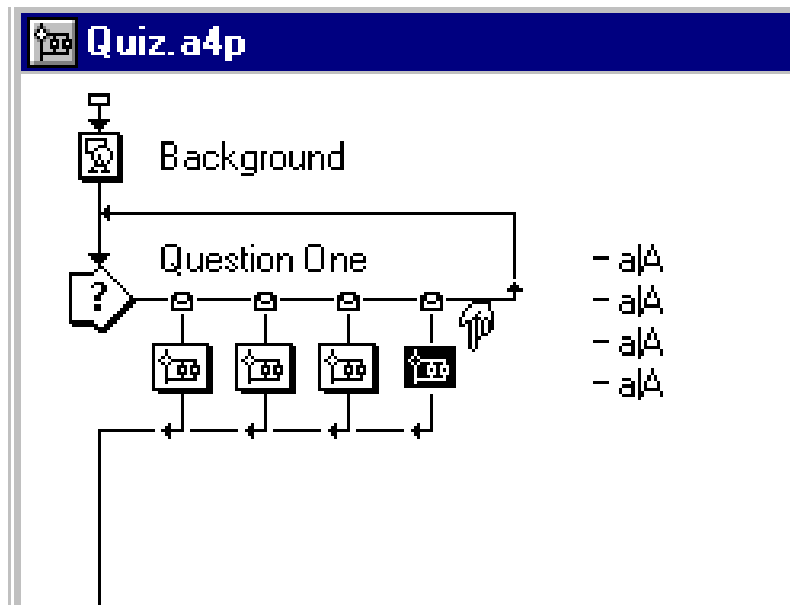 Quiz.a4p
Background
Question One
?
- a|A
- a|A
- a|A
- a|A